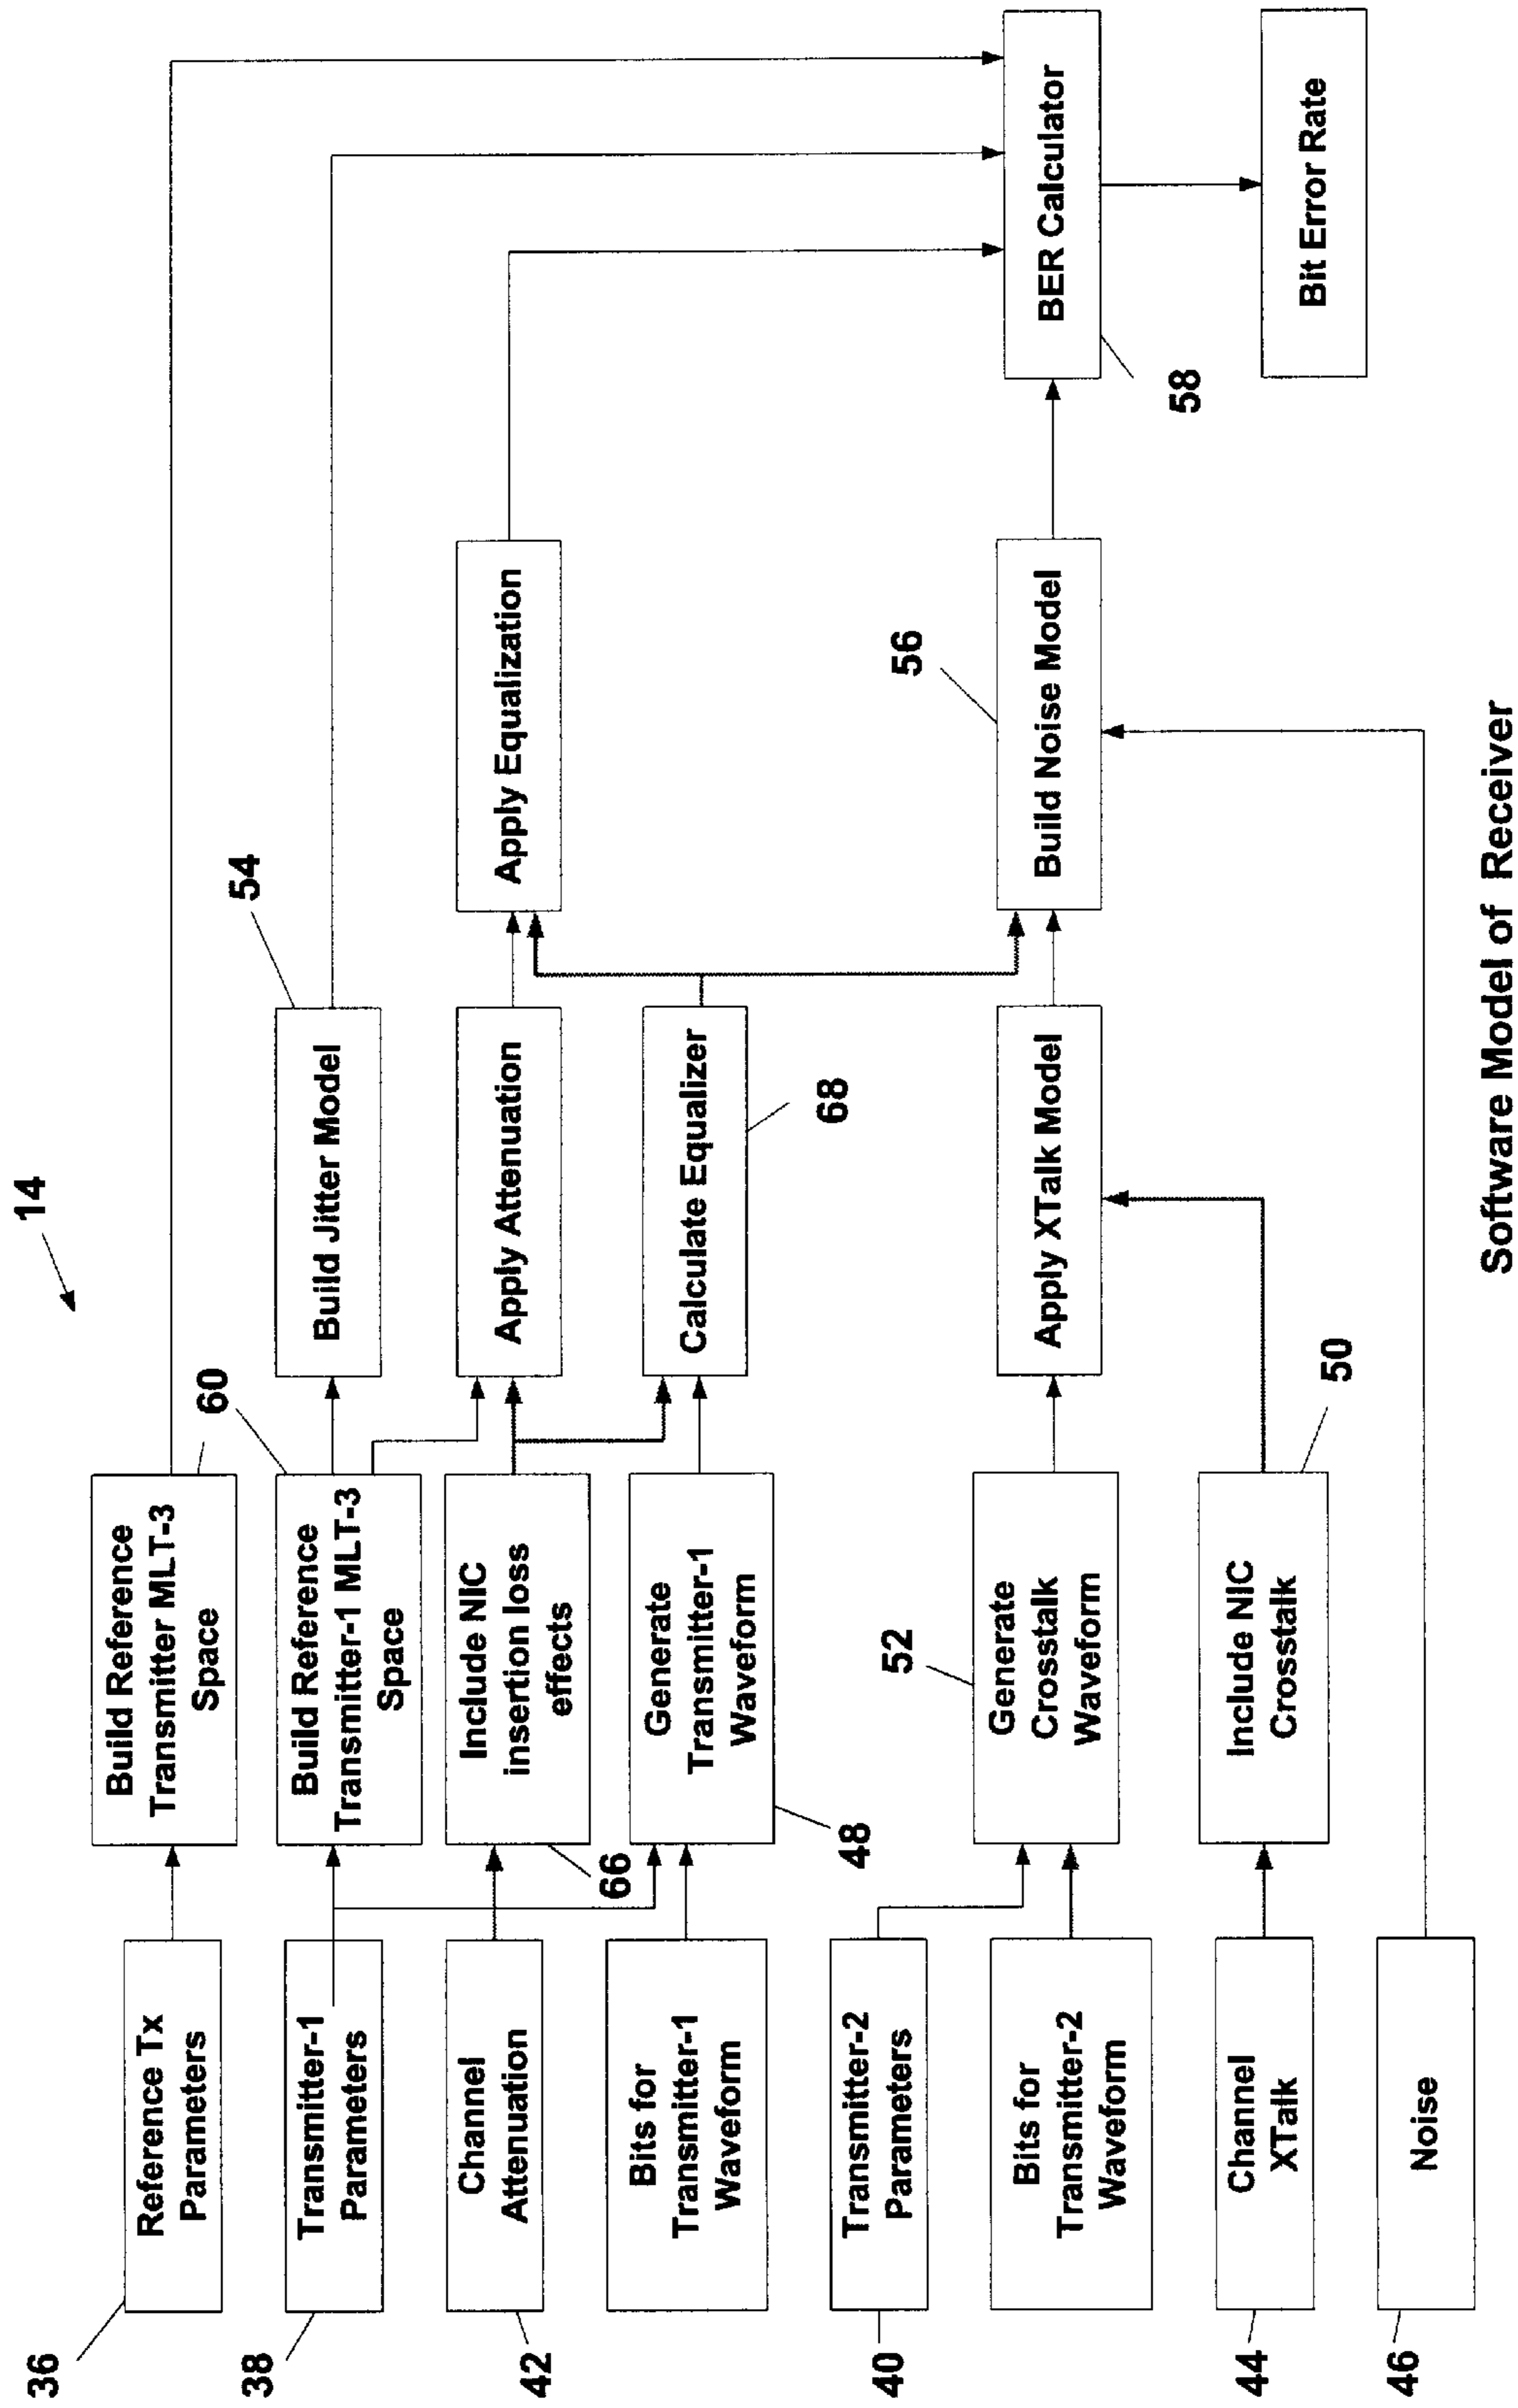 14
36
Reference Tx
Parameters
38
Transmitter-1
Parameters
42
Channel
Attenuation
Bits for
Transmitter-1
Waveform
40
Transmitter-2
Parameters
Bits for
Transmitter-2
Waveform
44
Channel
XTalk
46
Noise
Build Reference
Transmitter MLT-3
Space
60
Build Reference
Transmitter-1 MLT-3
Space
Include NIC
insertion loss
effects
66
Generate
Transmitter-1
Waveform
48
52
Generate
Crosstalk
Waveform
Include NIC
Crosstalk
50
54
Build Jitter Model
Apply Attenuation
Calculate Equalizer
68
Apply XTalk Model
Apply Equalization
56
Build Noise Model
BER Calculator
58
Bit Error Rate
Software Model of Receiver